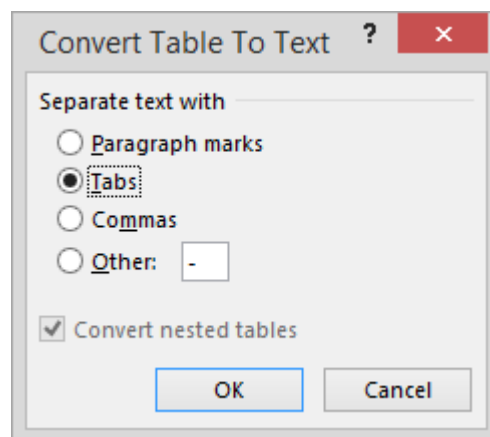 Convert Table To Text ?
Separate text with
Paragraph marks
Tabs
Commas
Other: -
Convert nested tables
OK Cancel